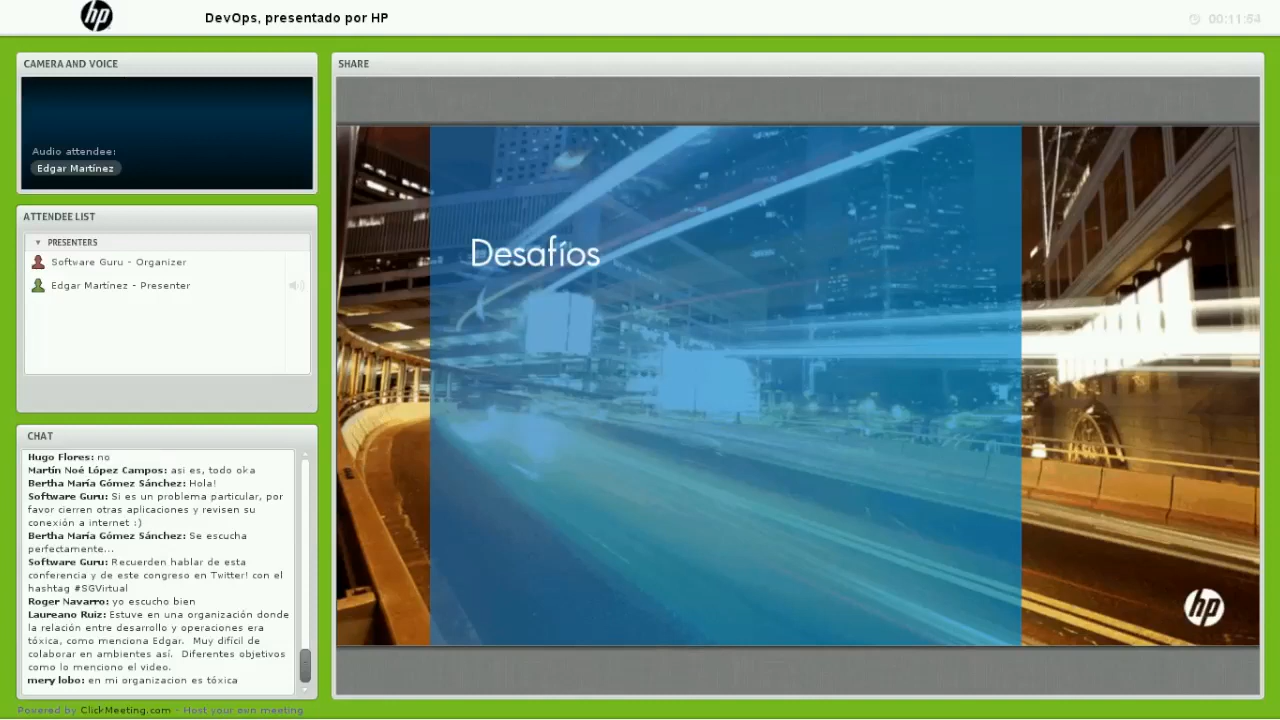 hp
DevOps, presentado por HP
00:11:54
CAMERA AND VOICE
Audio attendee:
Edgar Martínez
ATTENDEE LIST
PRESENTERS
Software Guru - Organizer
Edgar Martínez - Presenter
CHAT
Hugo Flores: no
Martín Noé López Campos: asi es, todo oka
Bertha María Gómez Sánchez: Hola!
Software Guru: Si es un problema particular, por
favor cierren otras aplicaciones y revisen su
conexión a internet :)
Bertha María Gómez Sánchez: Se escucha
perfectamente...
Software Guru: Recuerden hablar de esta
conferencia y de este congreso en Twitter! con el
hashtag #SGVirtual
Roger Navarro: yo escucho bien
Laureano Ruiz: Estuve en una organización donde
la relación entre desarrollo y operaciones era
tóxica, como menciona Edgar. Muy difícil de
colaborar en ambientes así. Diferentes objetivos
como lo menciono el video.
mery lobo: en mi organizacion es tóxica
Powered by ClickMeeting.com - Host your own meeting
SHARE
Desafíos
hp